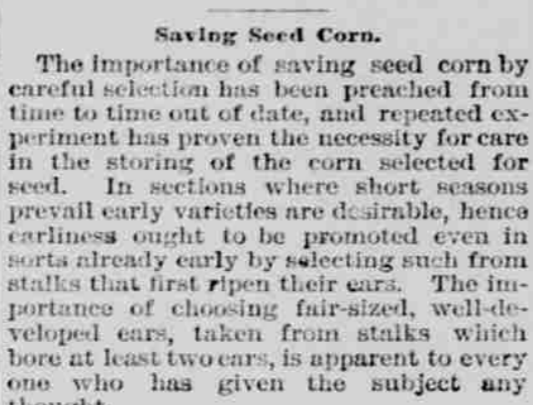 Saving Seed Corn.
The importance of saving seed corn by
careful selection has been preached from
time to time out of date, and repeated ex-
periment has proven the necessity for care
in the storing of the corn selected for
seed. In sections where short seasons
prevail early varieties are desirable, hence
earliness ought to be promoted even in
sorts already early by selecting such from
stalks that first ripen their ears. The im-
portance of choosing fair-sized, well-de-
veloped ears, taken from stalks which
bore at least two ears, is apparent to every
one who has given the subject any